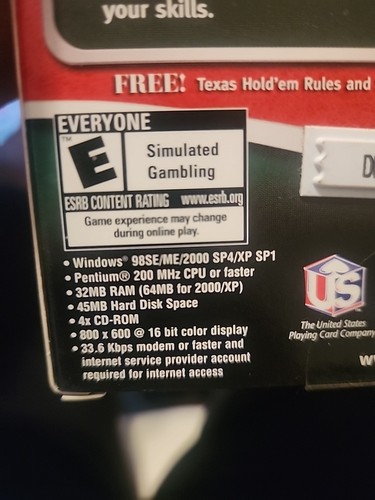 your skills.
FREE! Texas Hold'em Rules and
EVERYONE
TM
E
Simulated
Gambling
ESRB CONTENT RATING www.esrb.org
Game experience may change
during online play.
• Windows® 98SE/ME/2000 SP4/XP SP1
• Pentium® 200 MHz CPU or faster
• 32MB RAM (64MB for 2000/XP)
• 45MB Hard Disk Space
• 4x CD-ROM
• 800 x 600 @ 16 bit color display
• 33.6 Kbps modem or faster and
internet service provider account
required for internet access
US
The United States
Playing Card Company